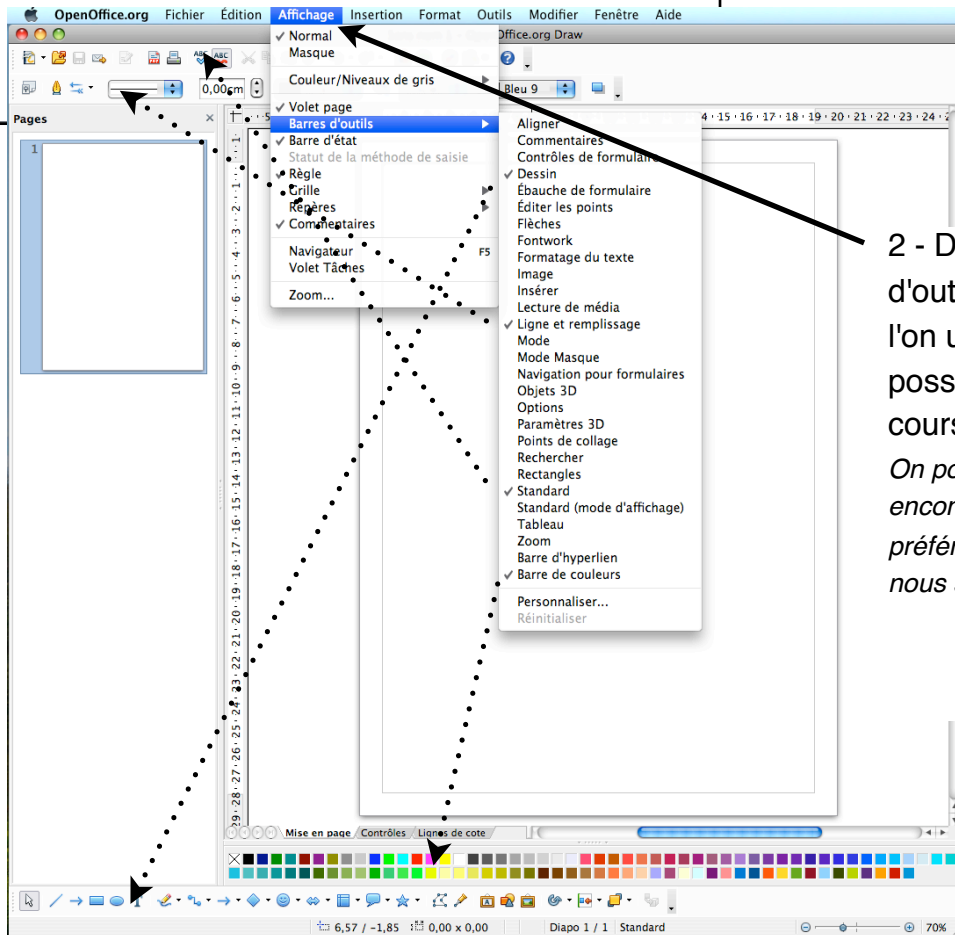 OpenOffice.org Fichier Édition Affichage Insertion Format Outils Modifier Fenêtre Aide
Office.org Draw
0,00cm
Bleu 9
Pages
1
Normal
Masque
Couleur/Niveaux de gris
Volet page
Barres d'outils
Barre d'état
Statut de la méthode de saisie
Règle
Grille
Repères
Commentaires
Navigateur F5
Volet Tâches
Zoom...
Aligner
Commentaires
Contrôles de formulaire
Dessin
Ébauche de formulaire
Éditer les points
Flèches
Fontwork
Formatage du texte
Image
Insérer
Lecture de média
Ligne et remplissage
Mode
Mode Masque
Navigation pour formulaires
Objets 3D
Options
Paramètres 3D
Points de collage
Rechercher
Rectangles
Standard
Standard (mode d'affichage)
Tableau
Zoom
Barre d'hyperlien
Barre de couleurs
Personnaliser...
Réinitialiser
2 - D
d'out
l'on u
poss
cours
On po
encor
préfér
nous
Mise en page Contrôles Lignes de cote
6,57 / -1,85 0,00 x 0,00 Diapo 1 / 1 Standard 70%